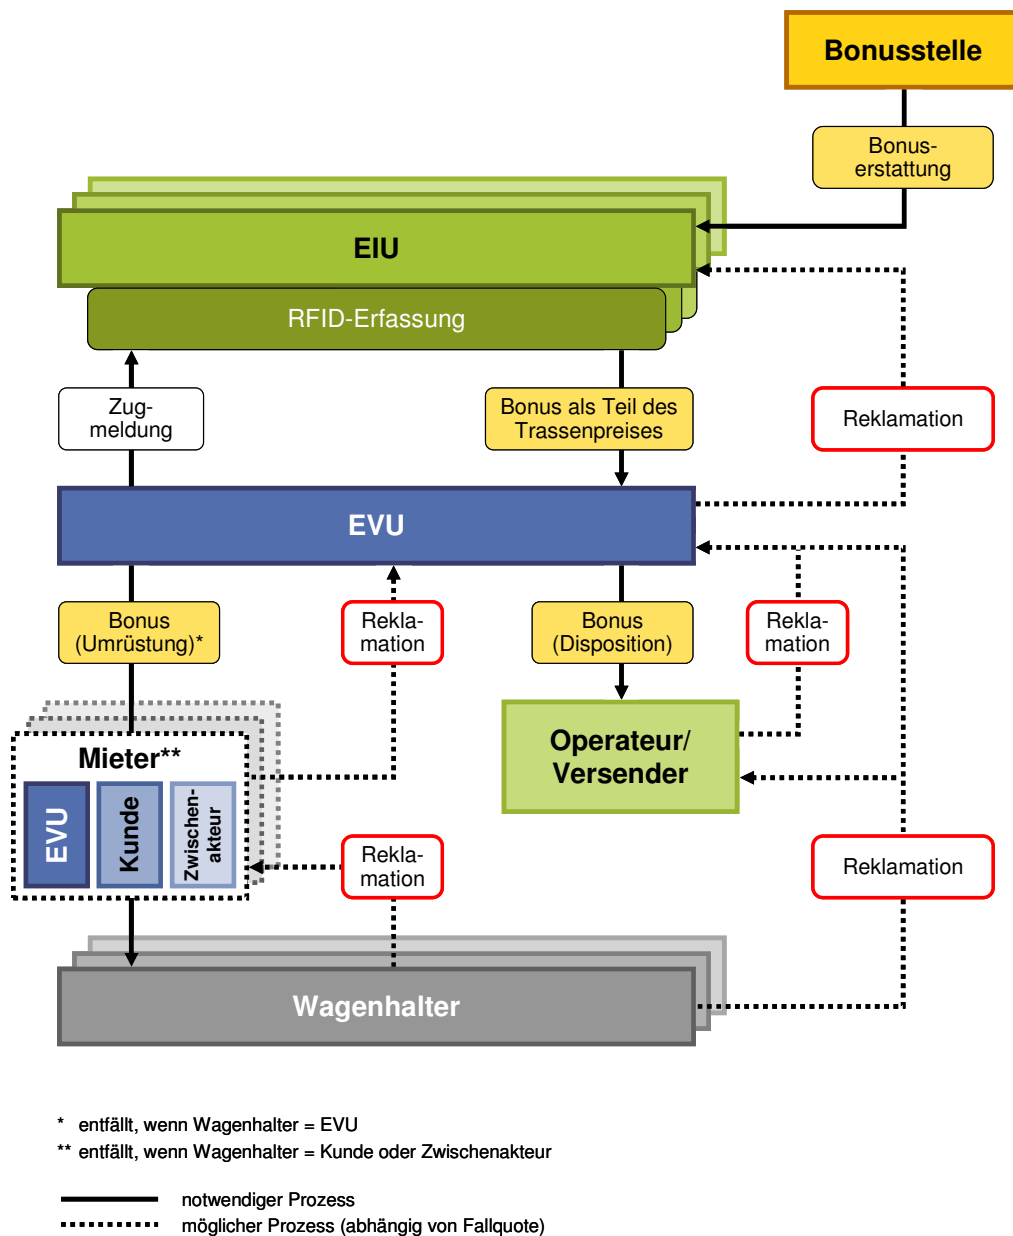 Bonusstelle
Bonus-
erstattung
EIU
RFID-Erfassung
Zug-
meldung
Bonus als Teil des
Trassenpreises
Reklamation
EVU
Bonus
(Umrüstung)*
Rekla-
mation
Bonus
(Disposition)
Rekla-
mation
Mieter**
EVU
Kunde
Zwischen-
akteur
Operateur/
Versender
Rekla-
mation
Reklamation
Wagenhalter
* entfällt, wenn Wagenhalter = EVU
** entfällt, wenn Wagenhalter = Kunde oder Zwischenakteur
notwendiger Prozess
möglicher Prozess (abhängig von Fallquote)